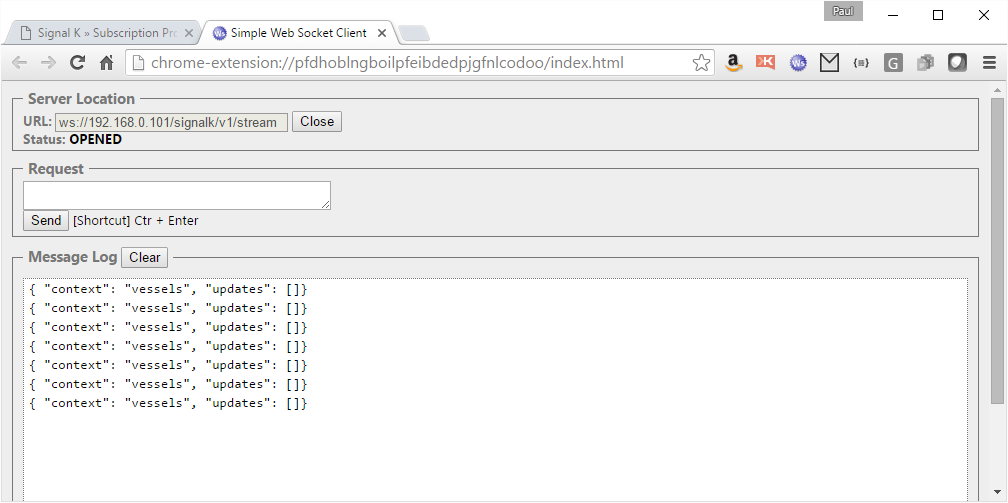 Paul
Signal K » Subscription Pro
Simple Web Socket Client
chrome-extension://pfdhoblngboilpfeibdedpjgfnlcodoo/index.html
Server Location
URL: ws://192.168.0.101/signalk/v1/stream Close
Status: OPENED
Request
Send [Shortcut] Ctr + Enter
Message Log Clear
{ "context": "vessels", "updates": []}
{ "context": "vessels", "updates": []}
{ "context": "vessels", "updates": []}
{ "context": "vessels", "updates": []}
{ "context": "vessels", "updates": []}
{ "context": "vessels", "updates": []}
{ "context": "vessels", "updates": []}